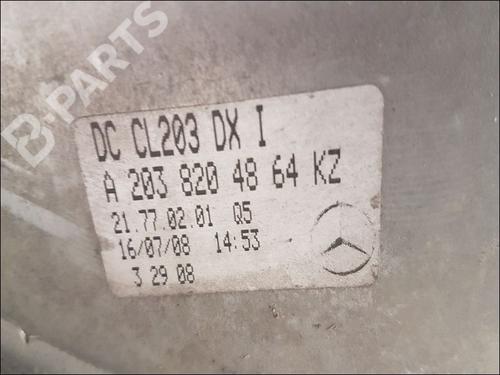 B-PARTS
DC CL203 DX I
A 203 820 48 64 KZ
21.77.02.01 Q5
16/07/08 14:53
3 29 08